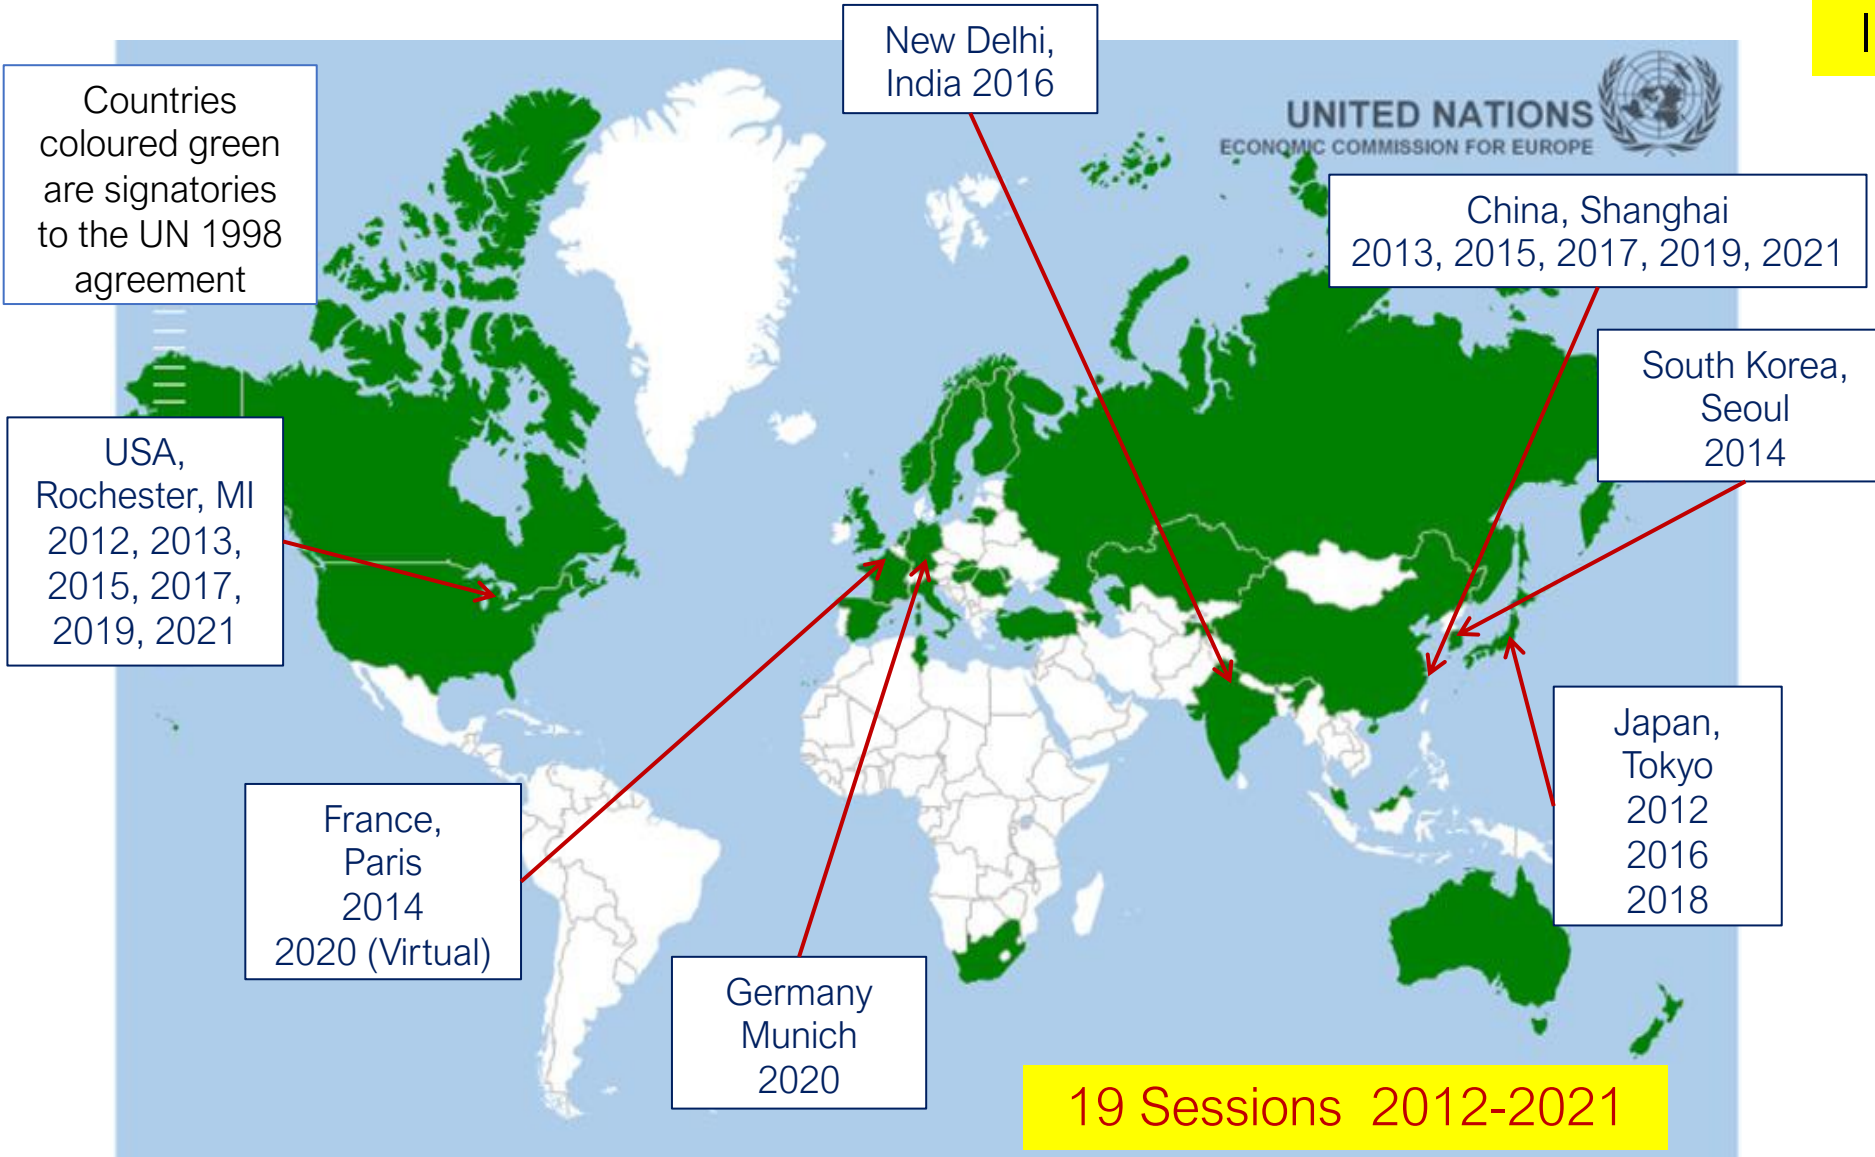 New Delhi,
India 2016
I
Countries
coloured green
are signatories
to the UN 1998
agreement
UNITED NATIONS
ECONOMIC COMMISSION FOR EUROPE
China, Shanghai
2013, 2015, 2017, 2019, 2021
South Korea,
Seoul
2014
USA,
Rochester, MI
2012, 2013,
2015, 2017,
2019, 2021
Japan,
Tokyo
2012
2016
2018
France,
Paris
2014
2020 (Virtual)
Germany
Munich
2020
19 Sessions 2012-2021